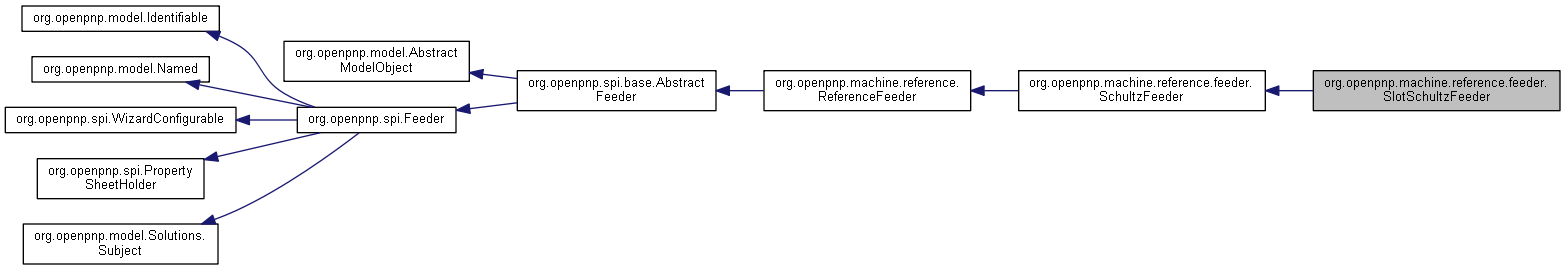 org.openpnp.model.Identifiable
org.openpnp.model.Named
org.openpnp.spi.WizardConfigurable
org.openpnp.spi.Property
SheetHolder
org.openpnp.model.Solutions.
Subject
org.openpnp.model.Abstract
ModelObject
org.openpnp.spi.Feeder
org.openpnp.spi.base.Abstract
Feeder
org.openpnp.machine.reference.
ReferenceFeeder
org.openpnp.machine.reference.feeder.
SchultzFeeder
org.openpnp.machine.reference.feeder.
SlotSchultzFeeder